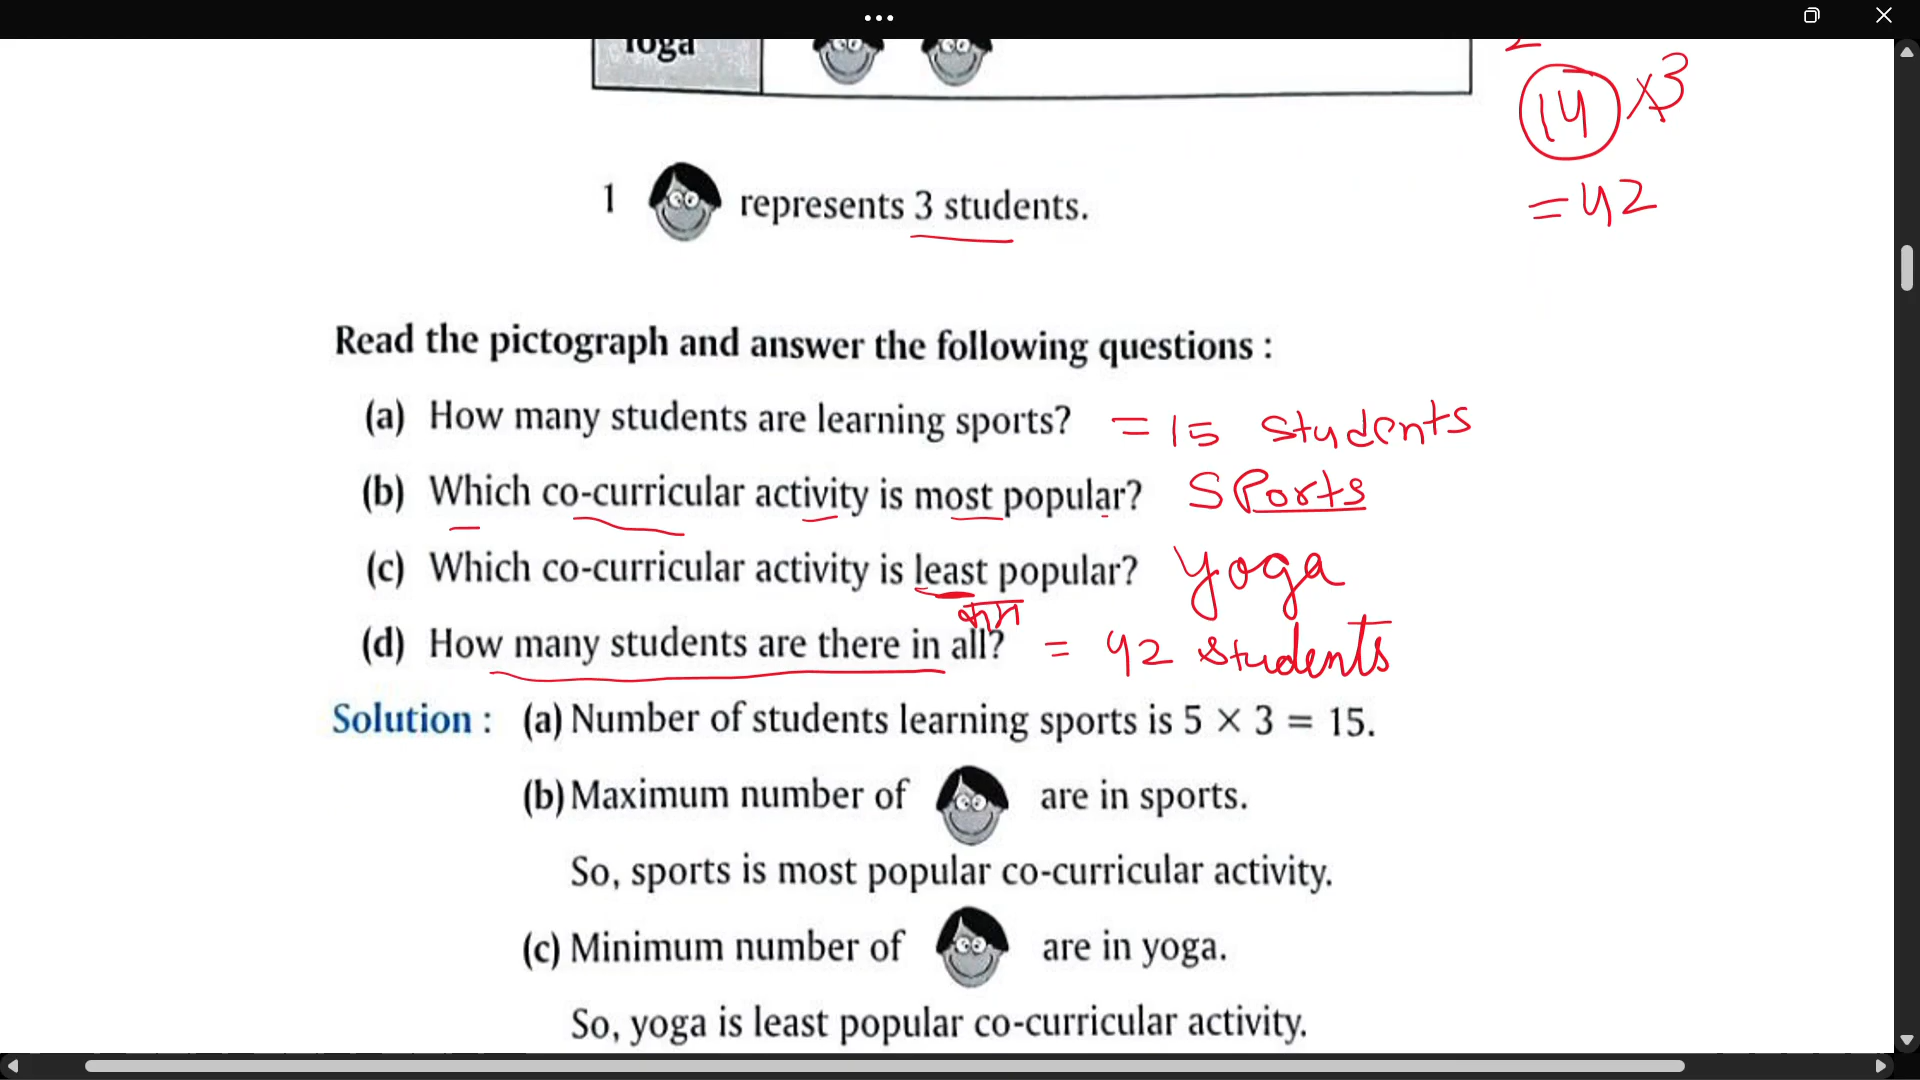 Yoga
2
14 ×3
= 42
1 represents 3 students.
Read the pictograph and answer the following questions :
(a) How many students are learning sports? = 15 students
(b) Which co-curricular activity is most popular? SPorts
(c) Which co-curricular activity is least popular? yoga
कम
(d) How many students are there in all? = 42 students
Solution : (a) Number of students learning sports is 5 × 3 = 15.
(b) Maximum number of are in sports.
So, sports is most popular co-curricular activity.
(c) Minimum number of are in yoga.
So, yoga is least popular co-curricular activity.